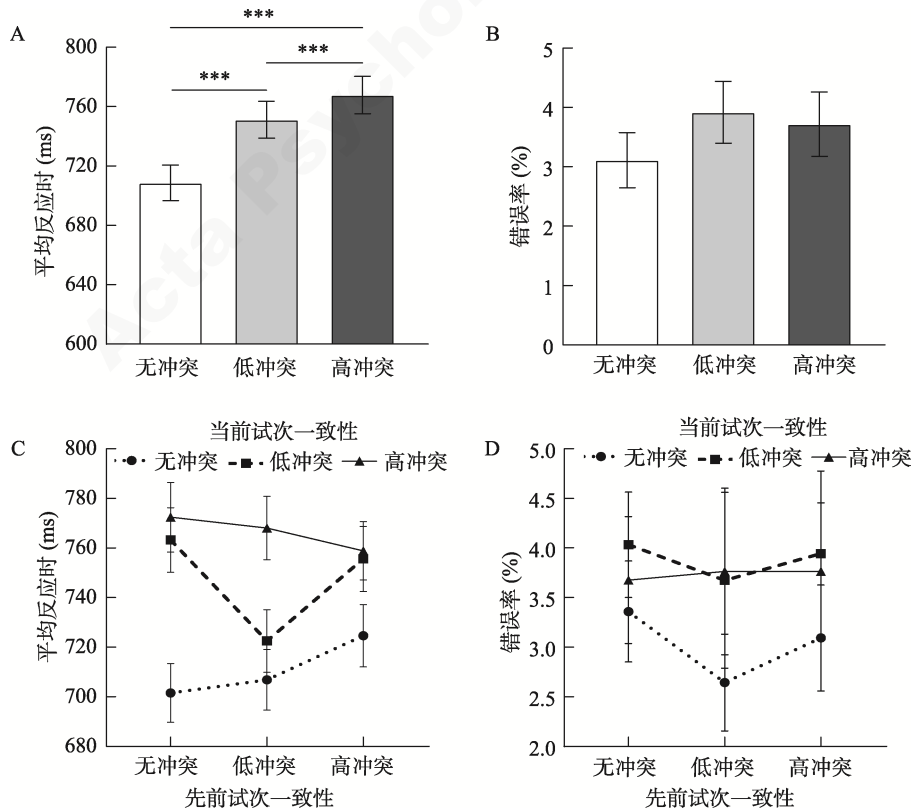 A
***
***
***
800
760
720
680
640
600
平均反应时 (ms)
无冲突
低冲突
高冲突
B
5
4
3
2
1
0
错误率 (%)
无冲突
低冲突
高冲突
C
当前试次一致性
无冲突
低冲突
高冲突
800
780
760
740
720
700
680
平均反应时 (ms)
无冲突
低冲突
高冲突
先前试次一致性
D
当前试次一致性
无冲突
低冲突
高冲突
5.0
4.5
4.0
3.5
3.0
2.5
2.0
错误率 (%)
无冲突
低冲突
高冲突
先前试次一致性